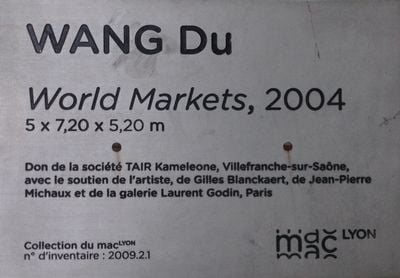 WANG Du
World Markets, 2004
5 x 7,20 x 5,20 m
Don de la société TAIR Kameleone, Villefranche-sur-Saône,
avec le soutien de l'artiste, de Gilles Blanckaert, de Jean-Pierre
Michaux et de la galerie Laurent Godin, Paris
Collection du macLYON
n° d'inventaire : 2009.2.1
mac LYON